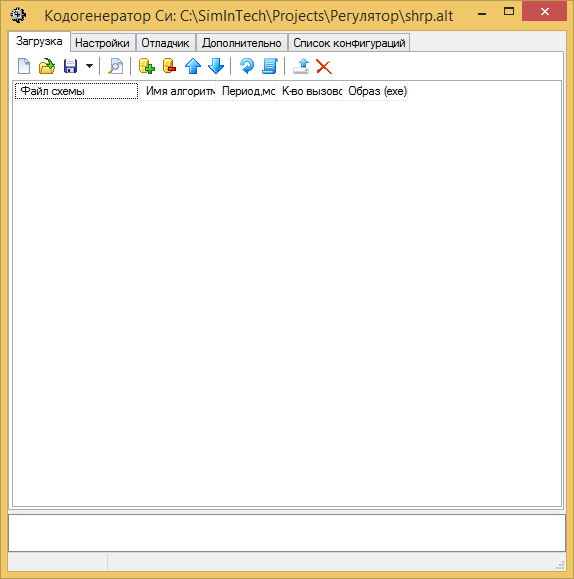 Кодогенератор Си: C:\SimInTech\Projects\Регулятор\shrp.alt
Загрузка Настройки Отладчик Дополнительно Список конфигураций
Файл схемы Имя алгоритм Период,мс К-во вызовс Образ (exe)